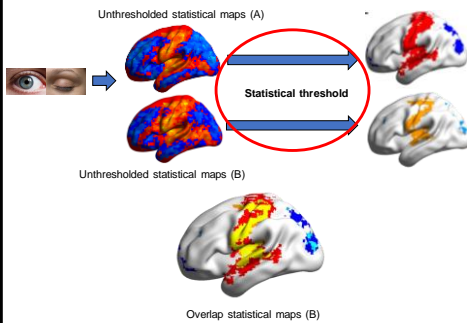 Unthresholded statistical maps (A)
Statistical threshold
Unthresholded statistical maps (B)
Overlap statistical maps (B)